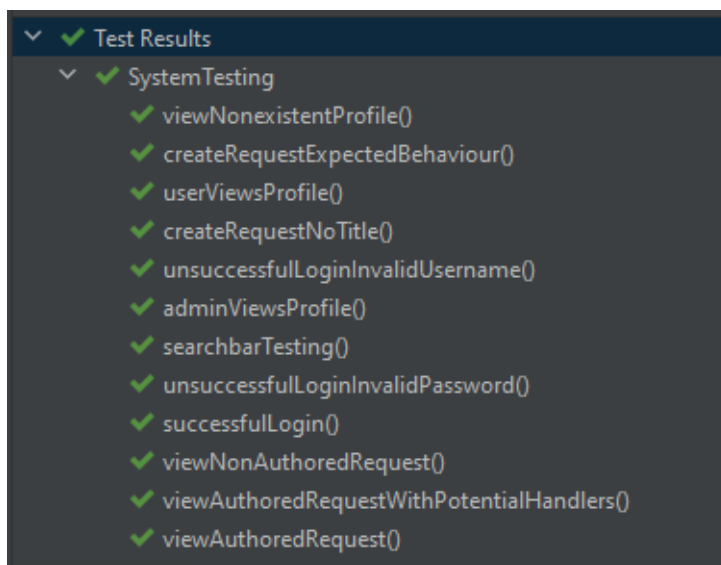 Test Results
SystemTesting
viewNonexistentProfile()
createRequestExpectedBehaviour()
userViewsProfile()
createRequestNoTitle()
unsuccessfulLoginInvalidUsername()
adminViewsProfile()
searchbarTesting()
unsuccessfulLoginInvalidPassword()
successfulLogin()
viewNonAuthoredRequest()
viewAuthoredRequestWithPotentialHandlers()
viewAuthoredRequest()